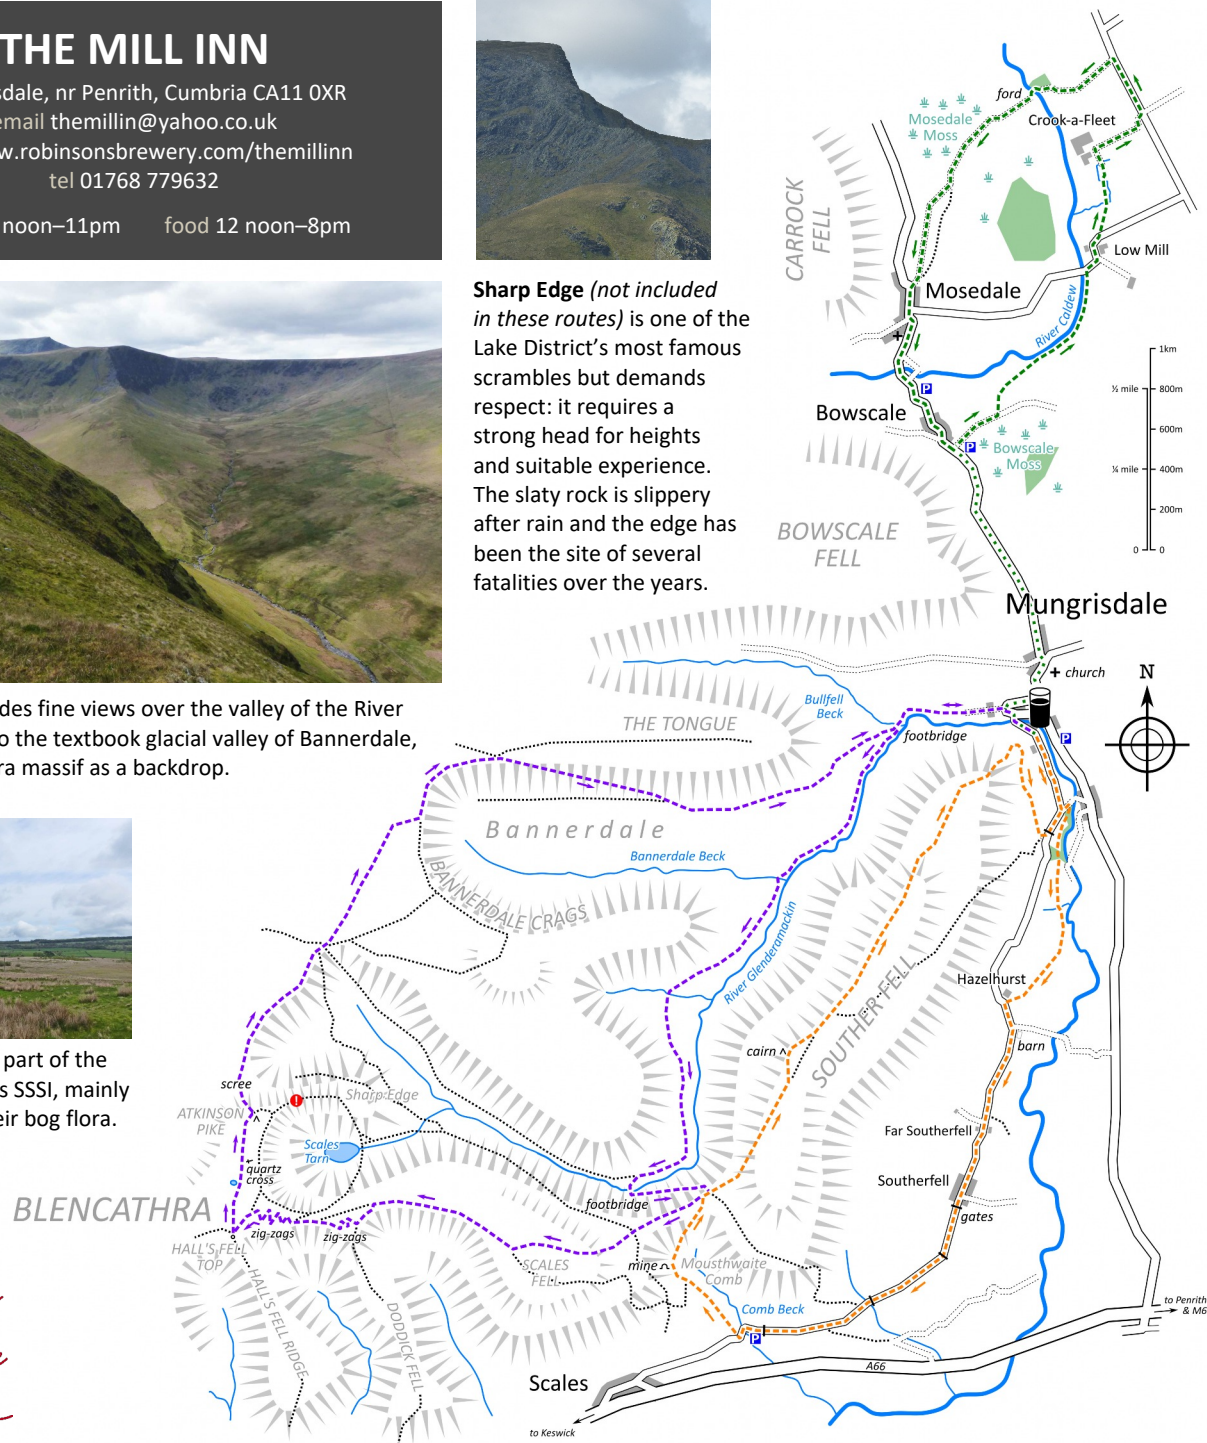 THE MILL INN
nr Penrith, Cumbria CA11 0XR
email themillin@yahoo.co.uk
w.robinsonsbrewery.com/themillinn
tel 01768 779632
noon–11pm food 12 noon–8pm
Sharp Edge (not included
in these routes) is one of the
Lake District's most famous
scrambles but demands
respect: it requires a
strong head for heights
and suitable experience.
The slaty rock is slippery
after rain and the edge has
been the site of several
fatalities over the years.
des fine views over the valley of the River
o the textbook glacial valley of Bannerdale,
ra massif as a backdrop.
part of the
s SSSI, mainly
eir bog flora.
ford
Mosedale
Moss
Crook-a-Fleet
CARROCK
FELL
Low Mill
Mosedale
River Caldew
P
Bowscale
P
Bowscale
Moss
1km
½ mile 800m
600m
¼ mile 400m
200m
0 0
BOWSCALE
FELL
Mungrisdale
church
N
Bullfell
Beck
THE TONGUE
footbridge
P
Bannerdale
Bannerdale Beck
BANNERDALE CRAGS
River Glenderamackin
SOUTHER FELL
Hazelhurst
cairn
barn
scree
!
Sharp Edge
ATKINSON
PIKE
Scales
Tarn
Far Southerfell
quartz
cross
Southerfell
BLENCATHRA
footbridge
gates
zig-zags
zig-zags
HALL'S FELL
TOP
SCALES
FELL
mine
Mousthwaite
Comb
HALL'S FELL RIDGE
DODDICK FELL
Comb Beck
to Penrith
& M6
P
A66
Scales
to Keswick